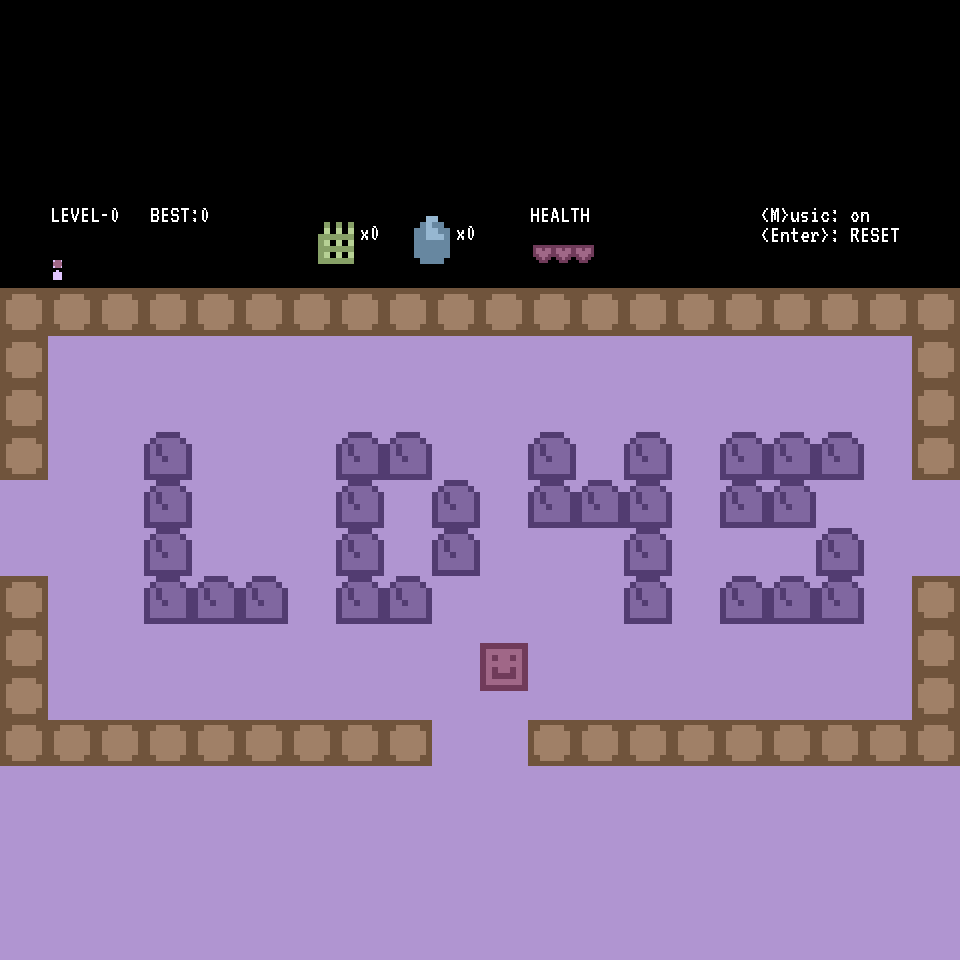 LEVEL-0 BEST:0
x0 x0
HEALTH
(M)usic: on
(Enter): RESET
LD45